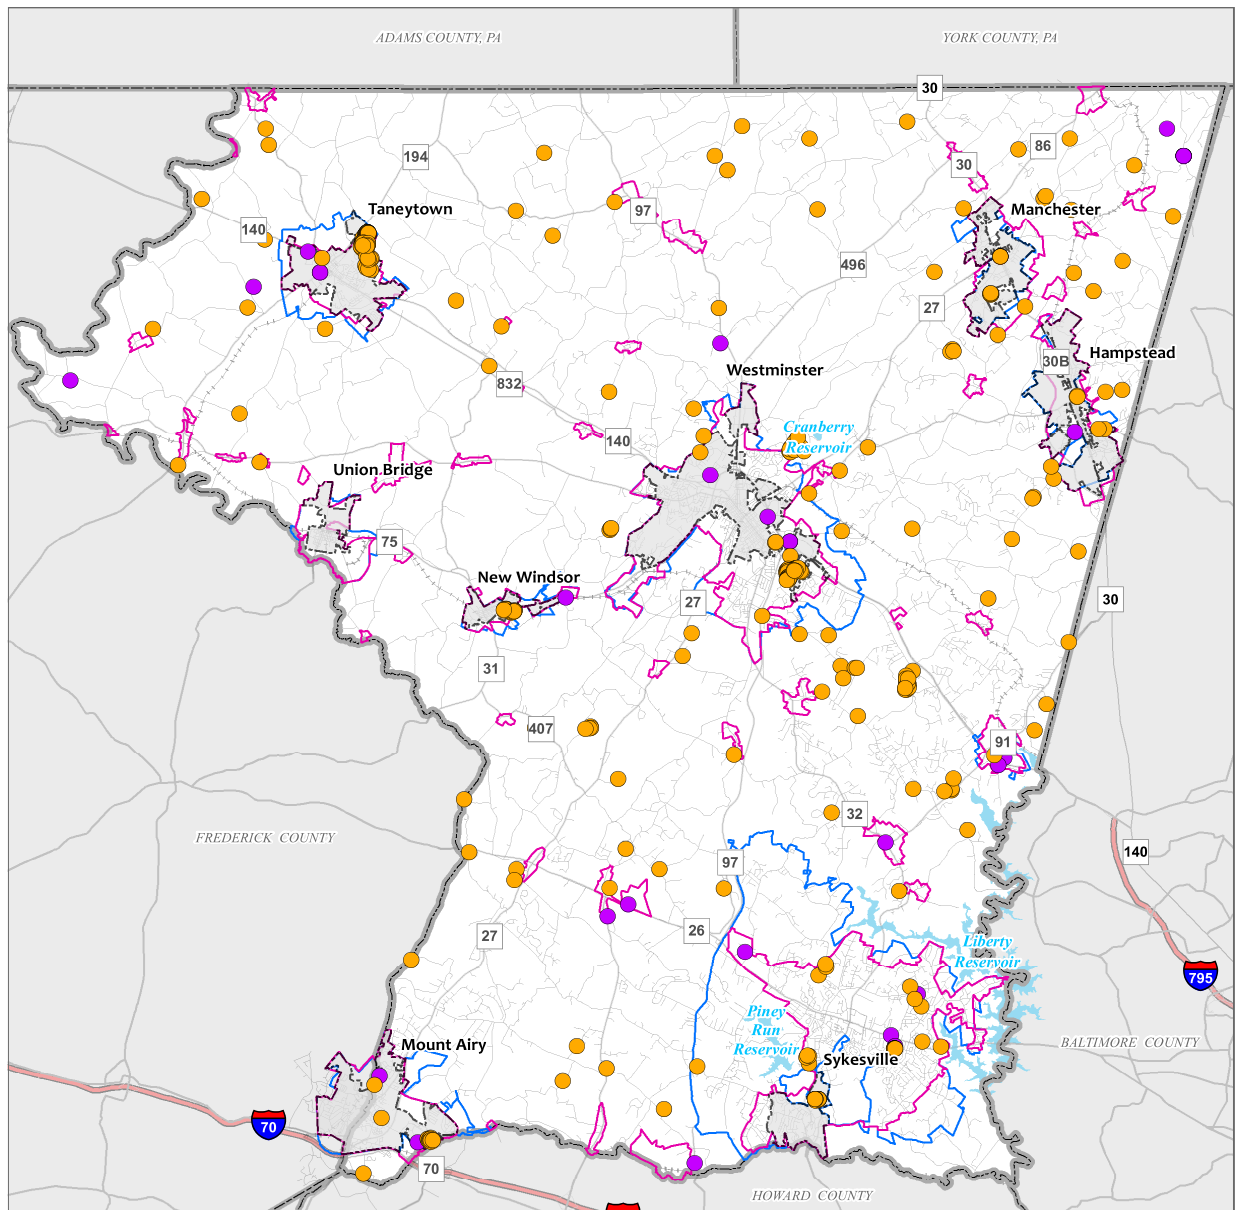 ADAMS COUNTY, PA
YORK COUNTY, PA
30
194
86
30
Taneytown
97
Manchester
140
496
27
Hampstead
30B
Westminster
832
Cranberry
Reservoir
140
Union Bridge
75
New Windsor
27
30
31
407
91
32
FREDERICK COUNTY
97
140
26
27
Liberty
Reservoir
795
Piney
Run
Reservoir
Mount Airy
Sykesville
BALTIMORE COUNTY
70
70
HOWARD COUNTY